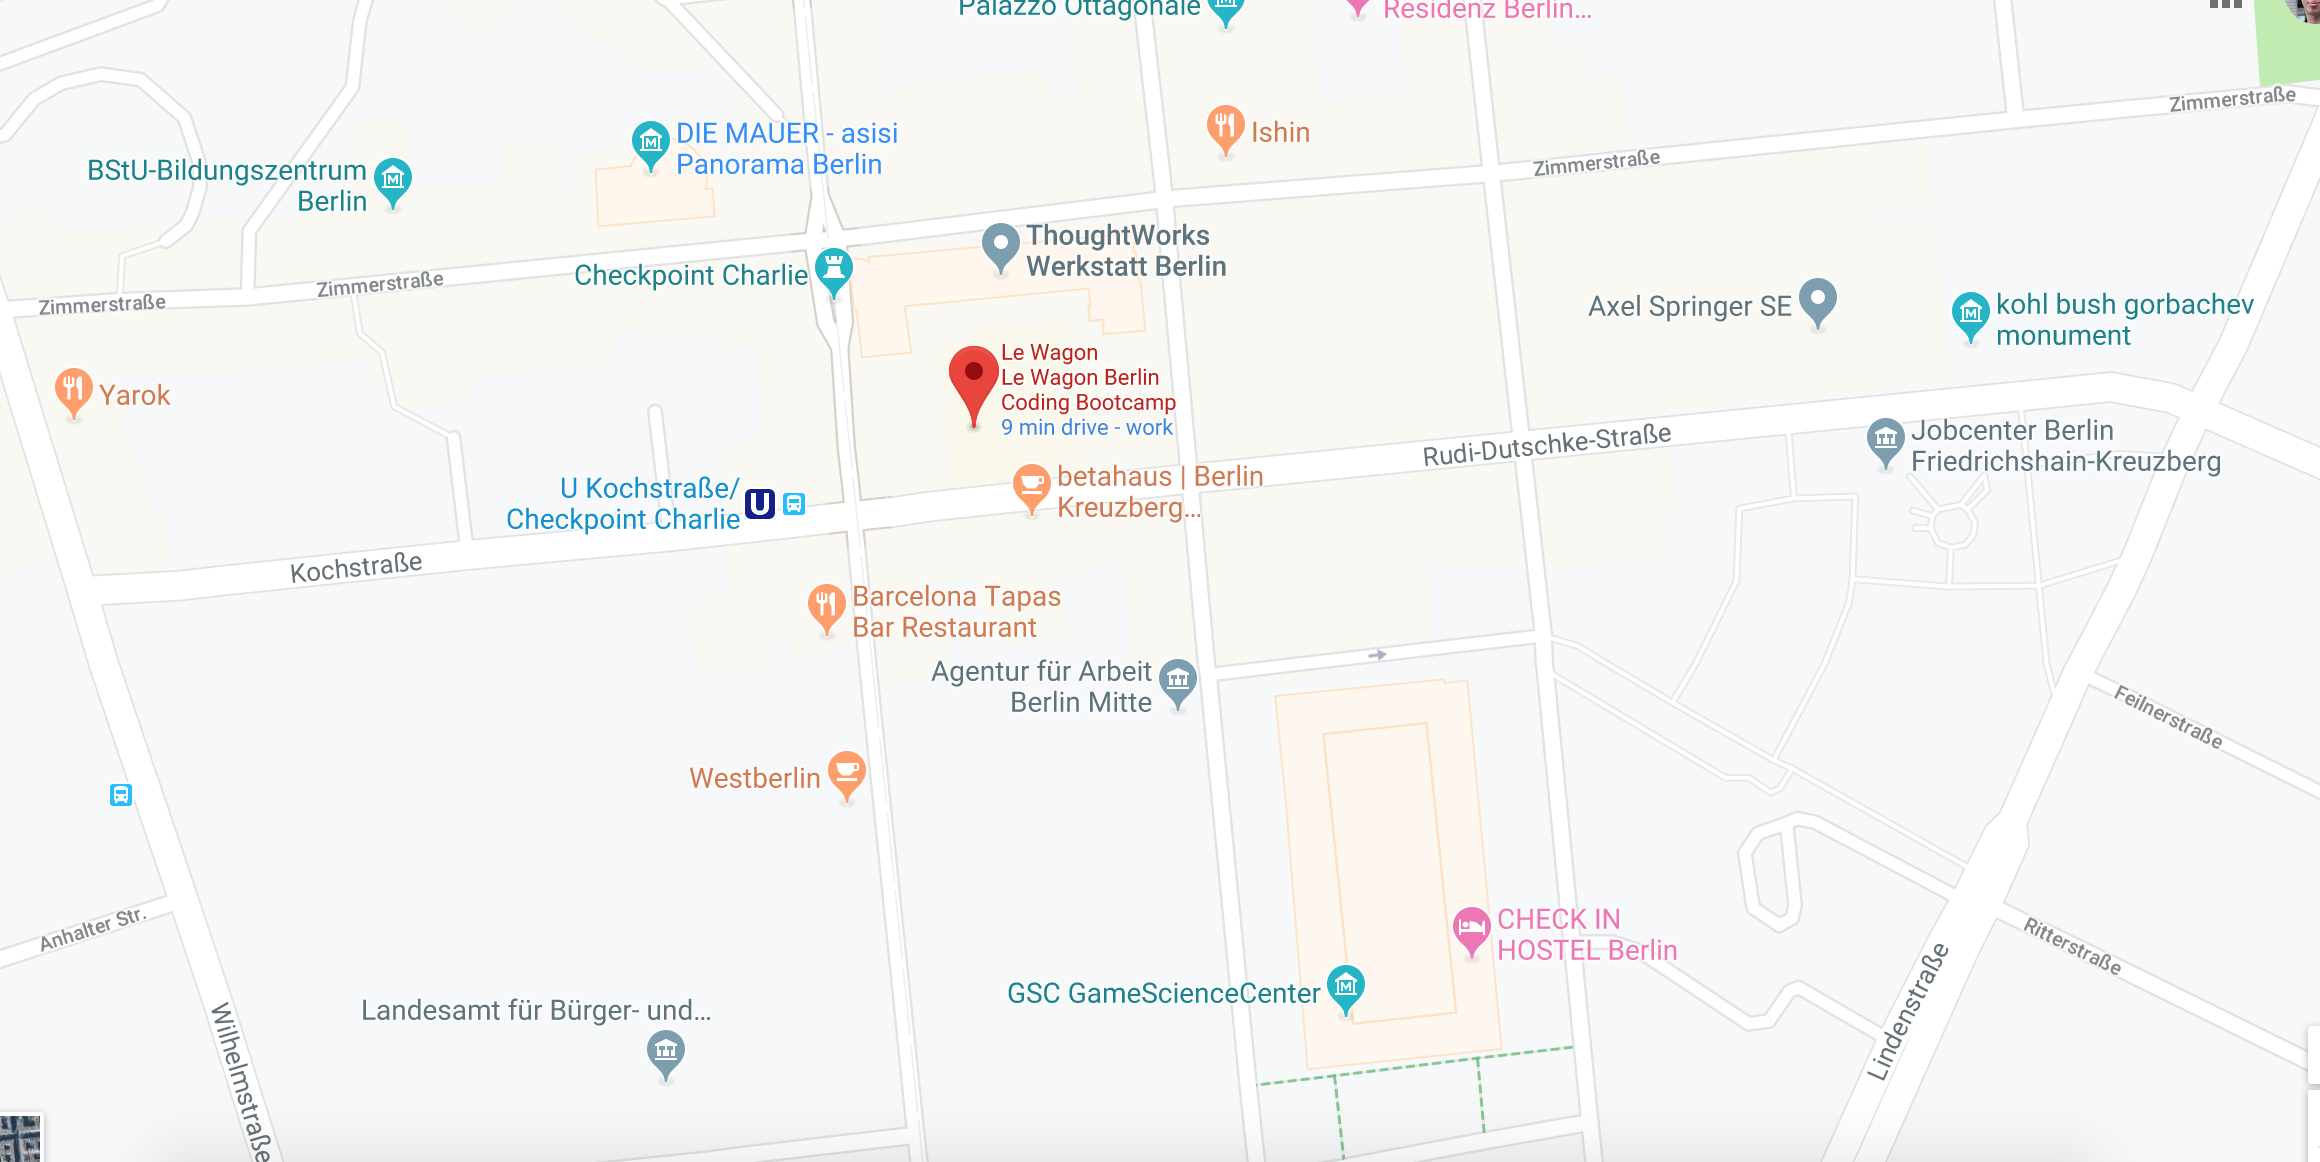 Palazzo Ottagonale
Residenz Berlin...
Zimmerstraße
DIE MAUER - asisi
Panorama Berlin
Ishin
Zimmerstraße
BStU-Bildungszentrum
Berlin
ThoughtWorks
Werkstatt Berlin
Checkpoint Charlie
Zimmerstraße
Zimmerstraße
Axel Springer SE
kohl bush gorbachev
monument
Yarok
Le Wagon
Le Wagon Berlin
Coding Bootcamp
9 min drive - work
Rudi-Dutschke-Straße
Jobcenter Berlin
Friedrichshain-Kreuzberg
U Kochstraße/
Checkpoint Charlie
U
betahaus | Berlin
Kreuzberg...
Kochstraße
Barcelona Tapas
Bar Restaurant
Agentur für Arbeit
Berlin Mitte
Feilnerstraße
Westberlin
Anhalter Str.
CHECK IN
HOSTEL Berlin
Ritterstraße
GSC GameScienceCenter
Lindenstraße
Landesamt für Bürger- und...
Wilhelmstraße